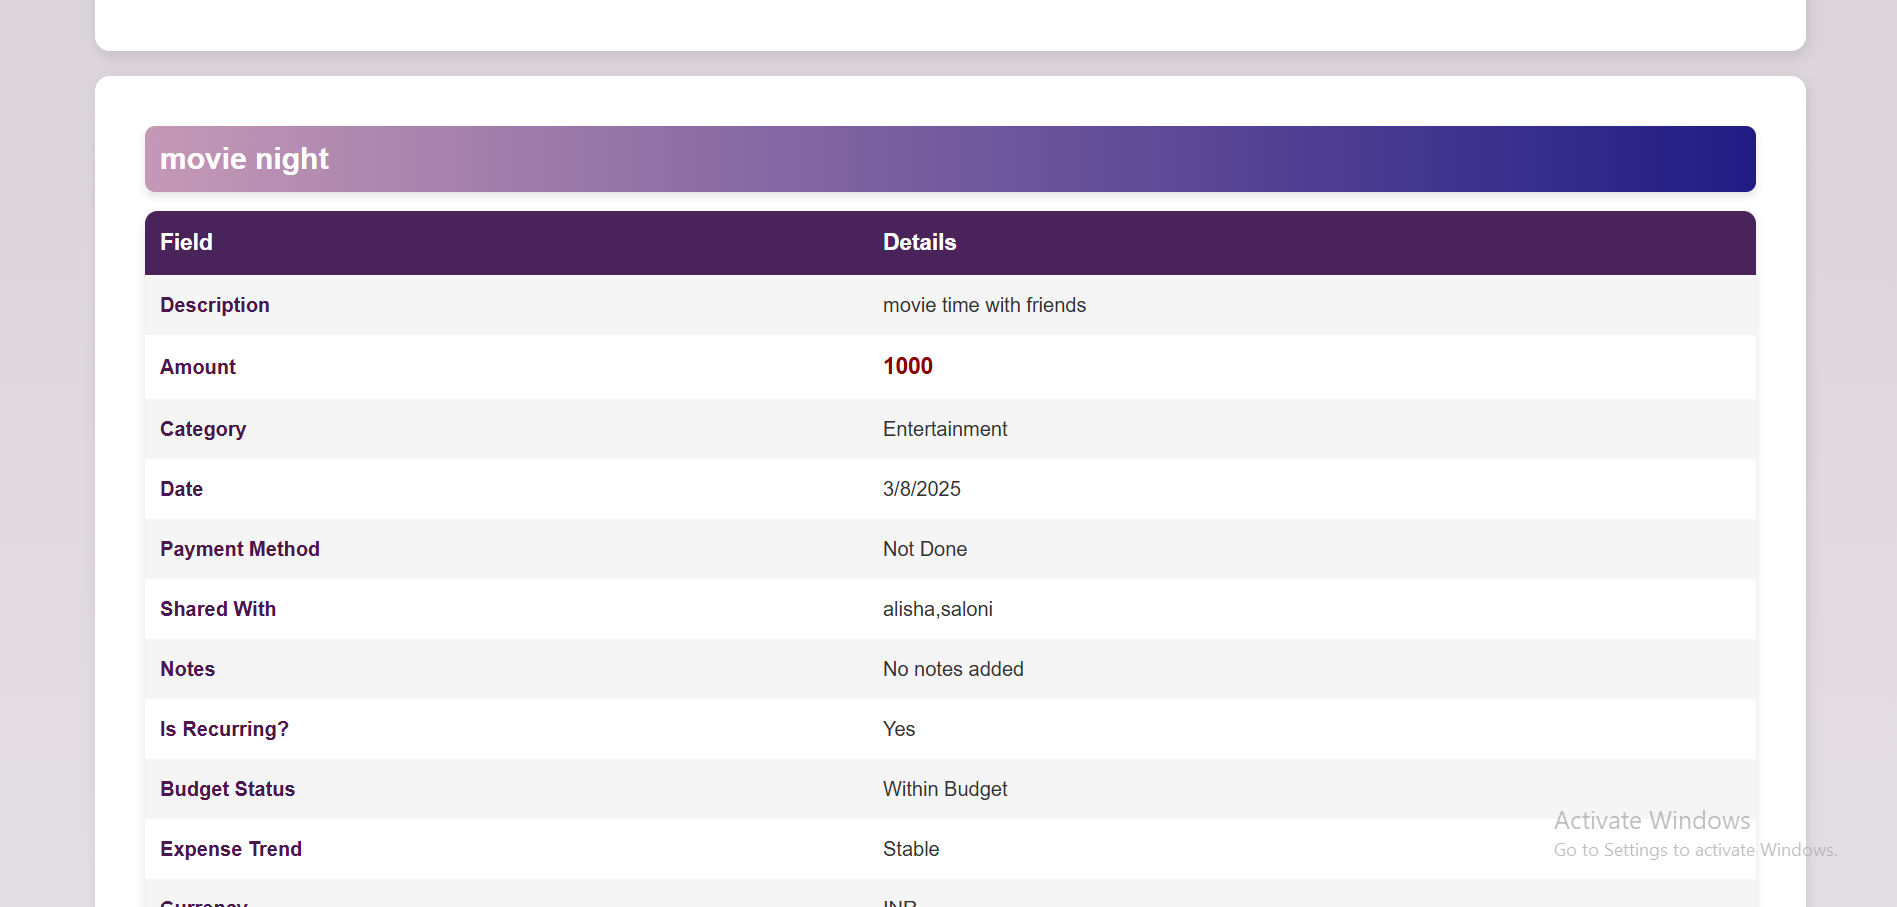 movie night
Field Details
Description movie time with friends
Amount 1000
Category Entertainment
Date 3/8/2025
Payment Method Not Done
Shared With alisha,saloni
Notes No notes added
Is Recurring? Yes
Budget Status Within Budget
Activate Windows
Expense Trend Stable
Go to Settings to activate Windows.
Currency INR